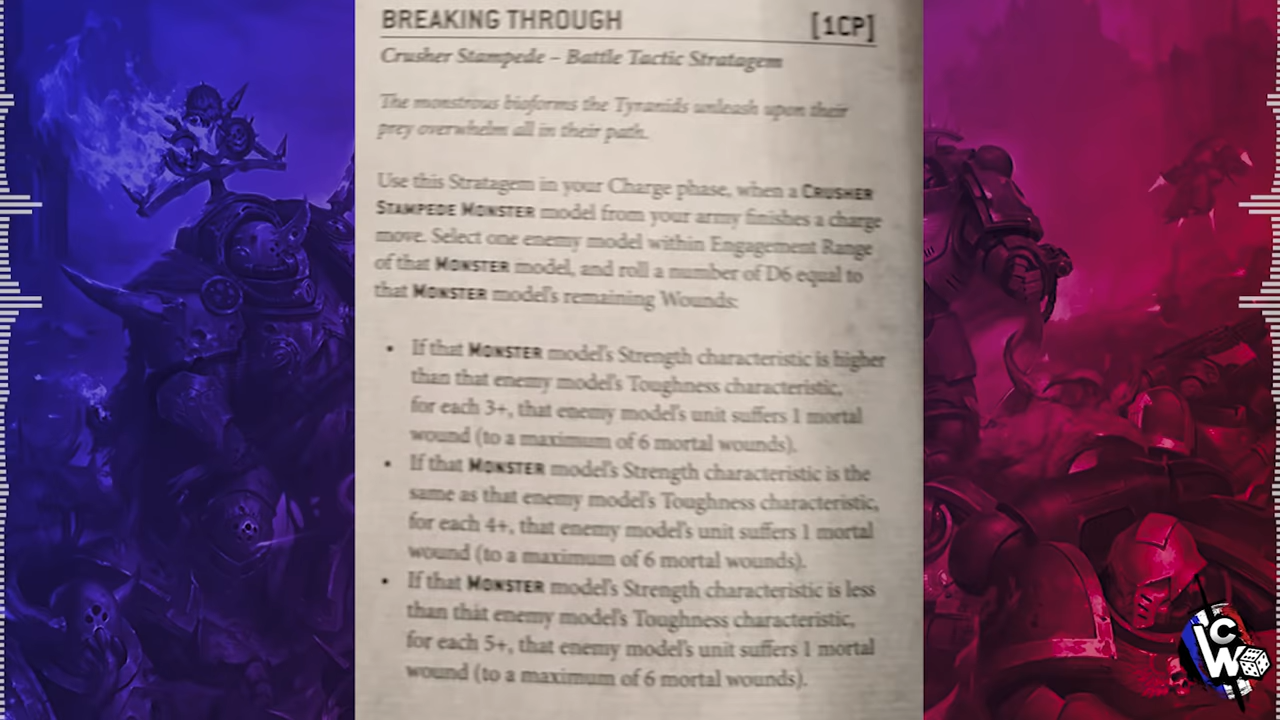 BREAKING THROUGH [1CP]
Crusher Stampede – Battle Tactic Stratagem
The monstrous bioforms the Tyranids unleash upon their
prey overwhelm all in their path.
Use this Stratagem in your Charge phase, when a CRUSHER
STAMPEDE MONSTER model from your army finishes a charge
move. Select one enemy model within Engagement Range
of that MONSTER model, and roll a number of D6 equal to
that MONSTER model's remaining Wounds:
• If that MONSTER model's Strength characteristic is higher
than that enemy model's Toughness characteristic,
for each 3+, that enemy model's unit suffers 1 mortal
wound (to a maximum of 6 mortal wounds).
• If that MONSTER model's Strength characteristic is the
same as that enemy model's Toughness characteristic,
for each 4+, that enemy model's unit suffers 1 mortal
wound (to a maximum of 6 mortal wounds).
• If that MONSTER model's Strength characteristic is less
than that enemy model's Toughness characteristic,
for each 5+, that enemy model's unit suffers 1 mortal
wound (to a maximum of 6 mortal wounds).
I C
W